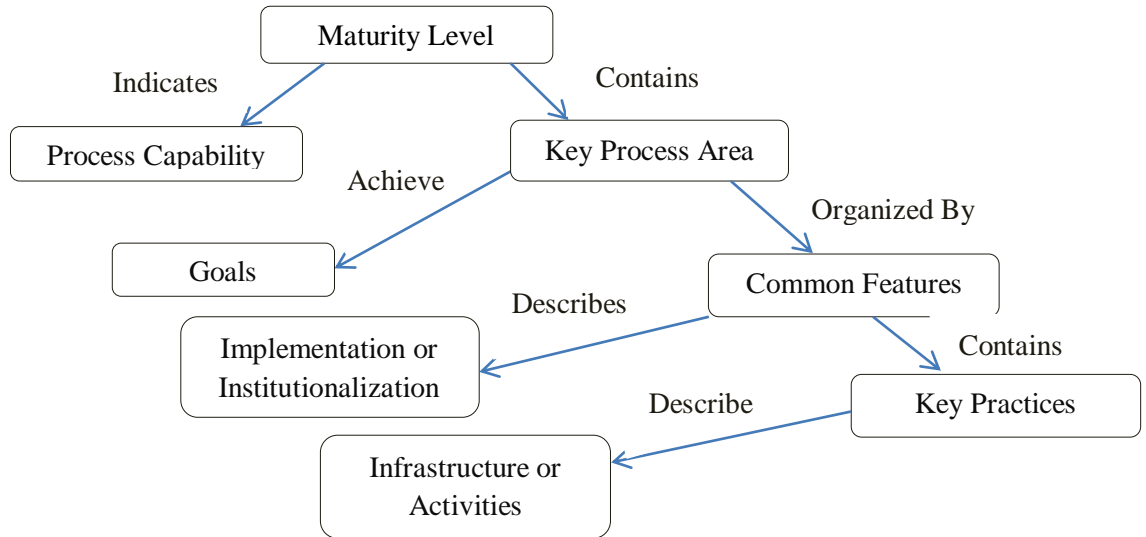 Maturity Level
Indicates
Contains
Process Capability
Key Process Area
Achieve
Organized By
Goals
Common Features
Describes
Implementation or
Institutionalization
Contains
Describe
Key Practices
Infrastructure or
Activities